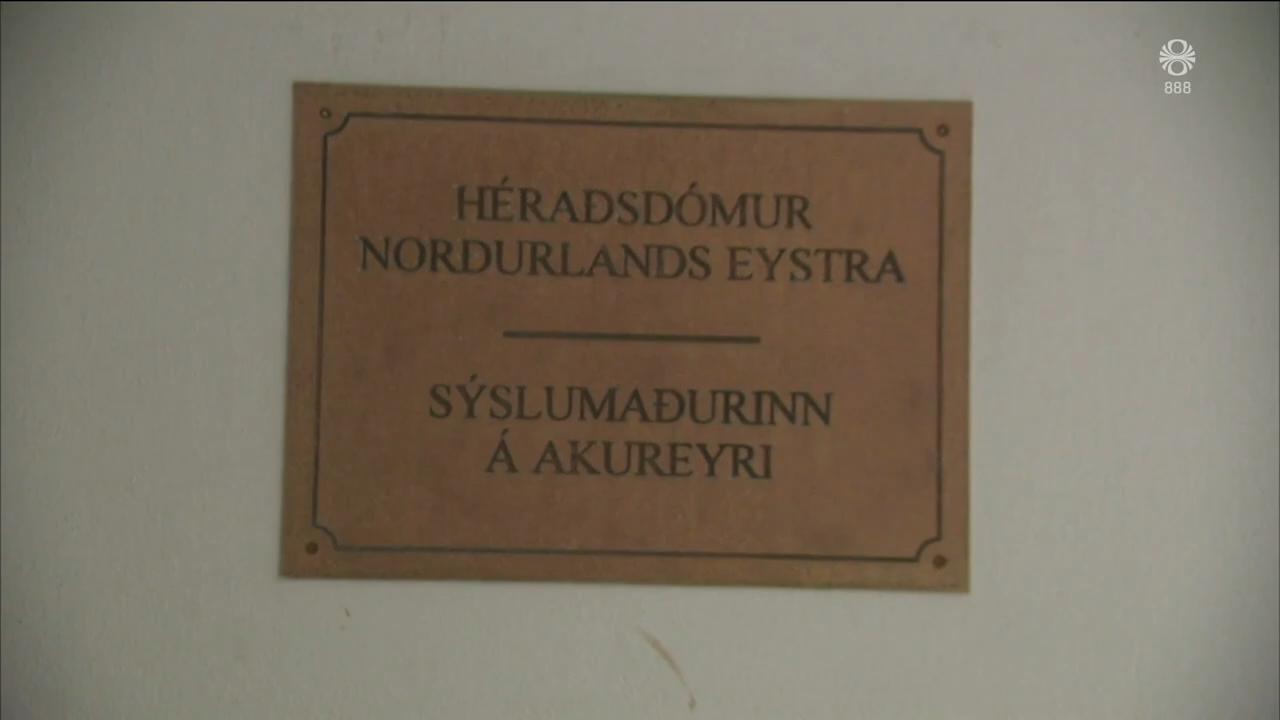 888
HÉRAÐSDÓMUR
NORÐURLANDS EYSTRA
SÝSLUMAÐURINN
Á AKUREYRI